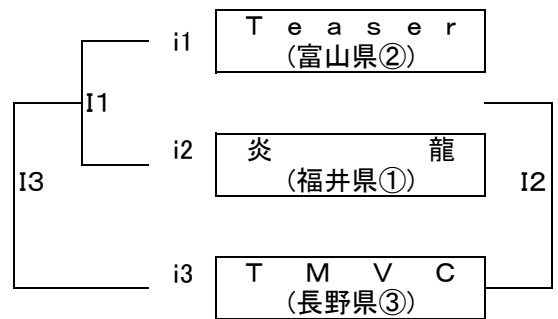 i1 Ｔｅａｓｅｒ
(富山県②)
I1
i2 炎龍
(福井県①)
I3
I2
i3 ＴＭＶＣ
(長野県③)